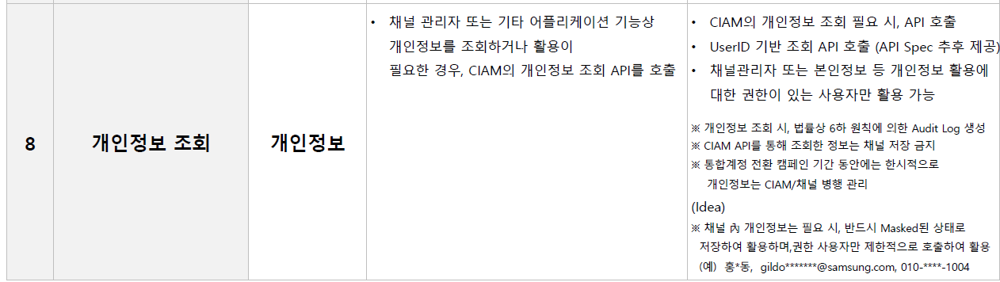 8
개인정보 조회
개인정보
• 채널 관리자 또는 기타 어플리케이션 기능상
개인정보를 조회하거나 활용이
필요한 경우, CIAM의 개인정보 조회 API를 호출
• CIAM의 개인정보 조회 필요 시, API 호출
• UserID 기반 조회 API 호출 (API Spec 추후 제공)
• 채널관리자 또는 본인정보 등 개인정보 활용에
대한 권한이 있는 사용자만 활용 가능
※ 개인정보 조회 시, 법률상 6하 원칙에 의한 Audit Log 생성
※ CIAM API를 통해 조회한 정보는 채널 저장 금지
※ 통합계정 전환 캠페인 기간 동안에는 한시적으로
개인정보는 CIAM/채널 병행 관리
(Idea)
※ 채널 內 개인정보는 필요 시, 반드시 Masked된 상태로
저장하여 활용하며,권한 사용자만 제한적으로 호출하여 활용
(예) 홍*동, gildo*******@samsung.com, 010-****-1004